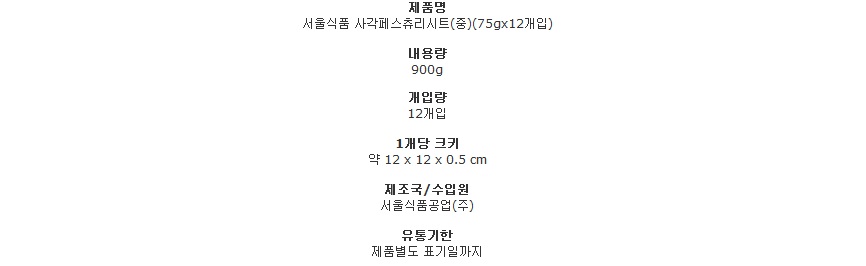 제품명
서울식품 사각페스츄리시트(중)(75gx12개입)
내용량
900g
개입량
12개입
1개당 크키
약 12 x 12 x 0.5 cm
제조국/수입원
서울식품공업(주)
유통기한
제품별도 표기일까지